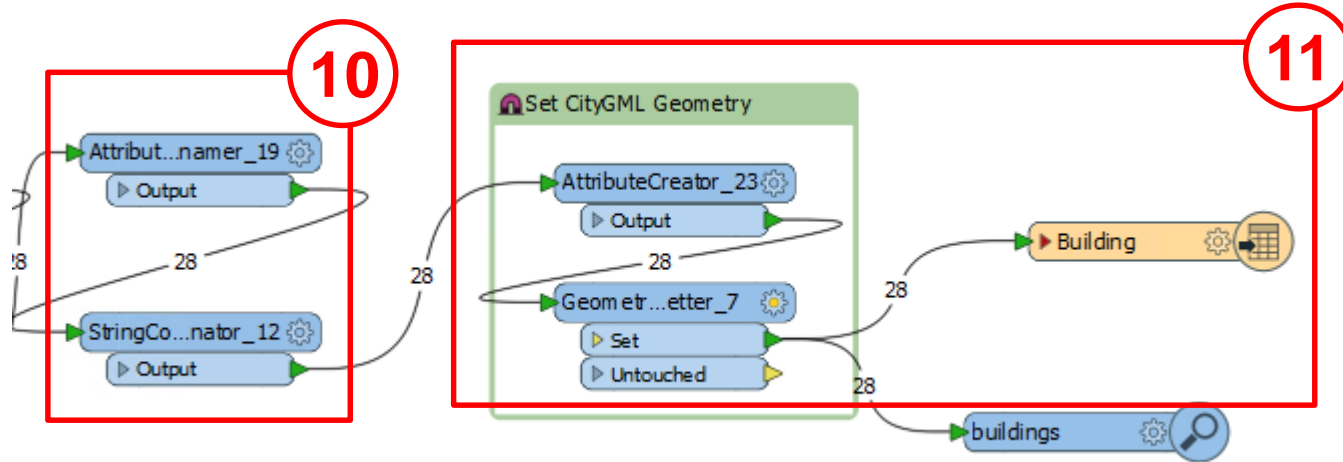 10
11
Set CityGML Geometry
Attribut...namer_19
Output
AttributeCreator_23
Output
28
28
28
28
28
28
Building
StringCo...nator_12
Output
Geometr...etter_7
Set
Untouched
buildings